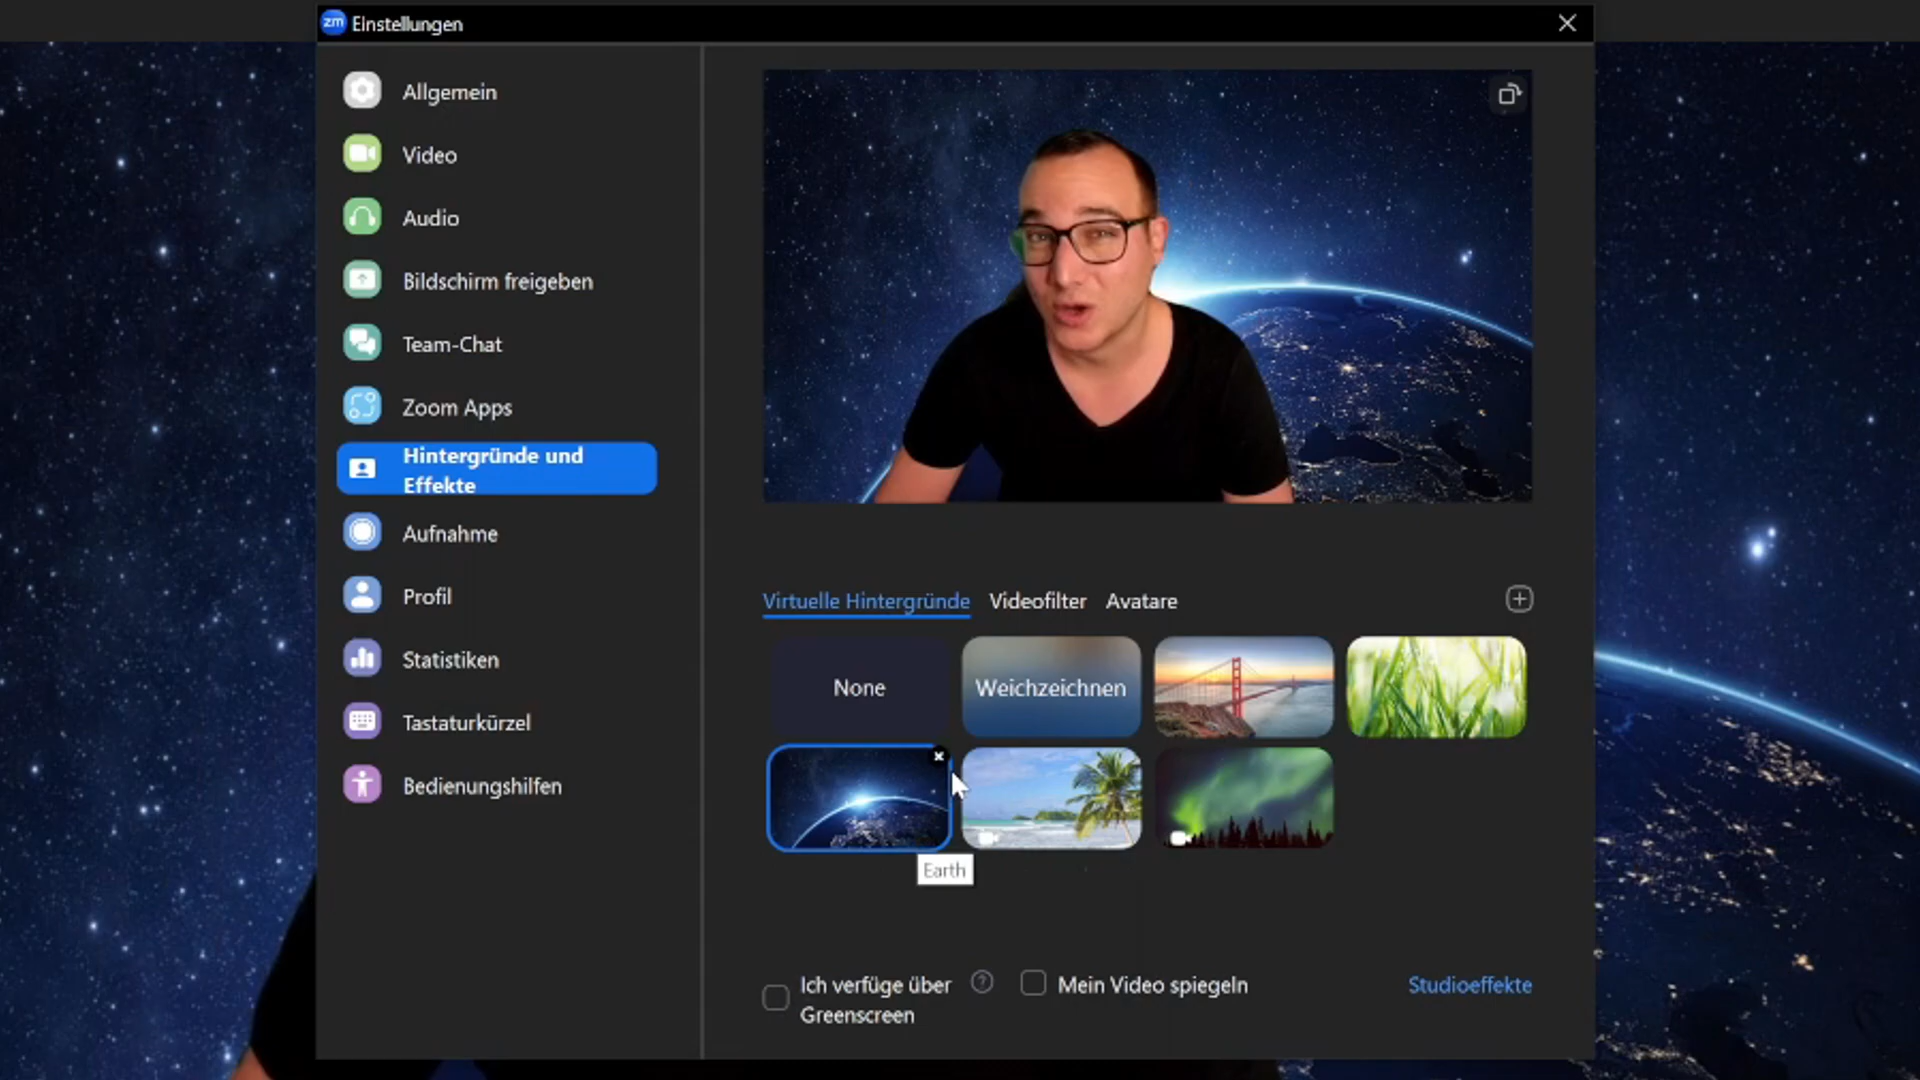 zm Einstellungen
Allgemein
Video
Audio
Bildschirm freigeben
Team-Chat
Zoom Apps
Hintergründe und
Effekte
Aufnahme
Profil
Statistiken
Tastaturkürzel
Bedienungshilfen
Virtuelle Hintergründe Videofilter Avatare
None
Weichzeichnen
Earth
Ich verfüge über
Greenscreen
?
Mein Video spiegeln
Studioeffekte